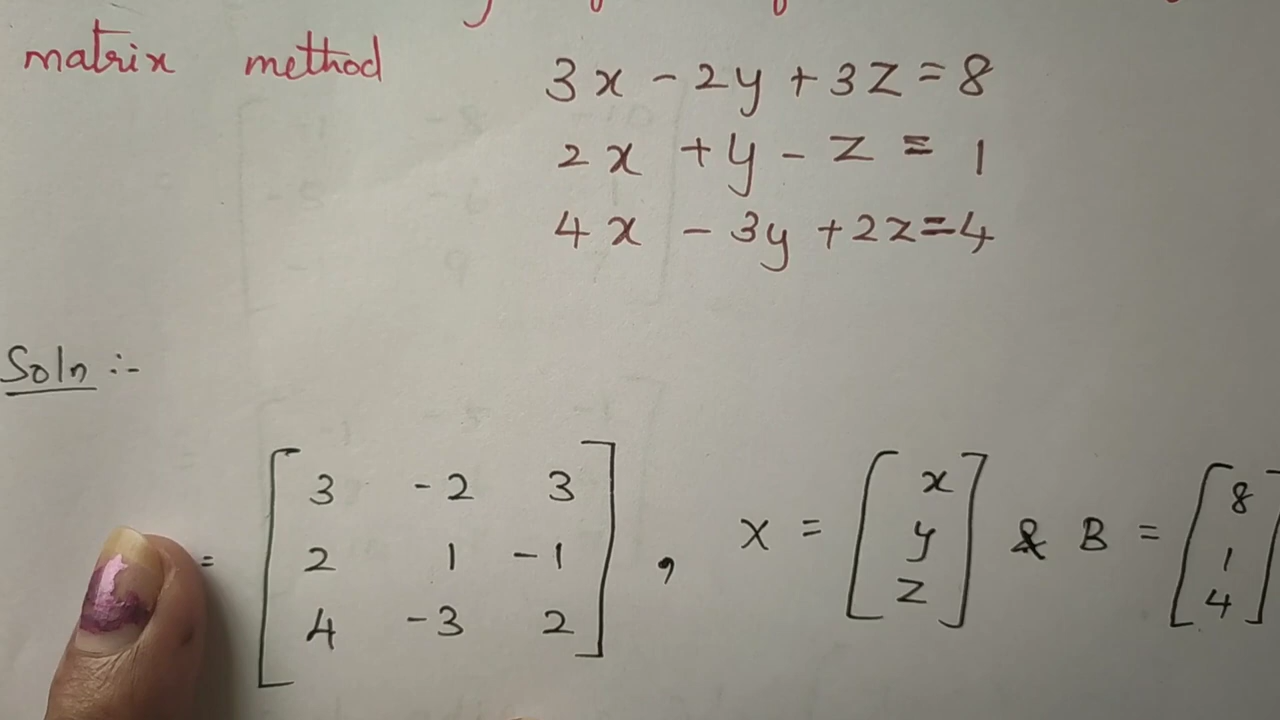 matrix method
3x - 2y + 3z = 8
2x + y - z = 1
4x - 3y + 2z = 4
Soln :-
= [ 3 -2 3 ] , X = [ x ] & B = [ 8 ]
2 1 -1 y 1
4 -3 2 z 4